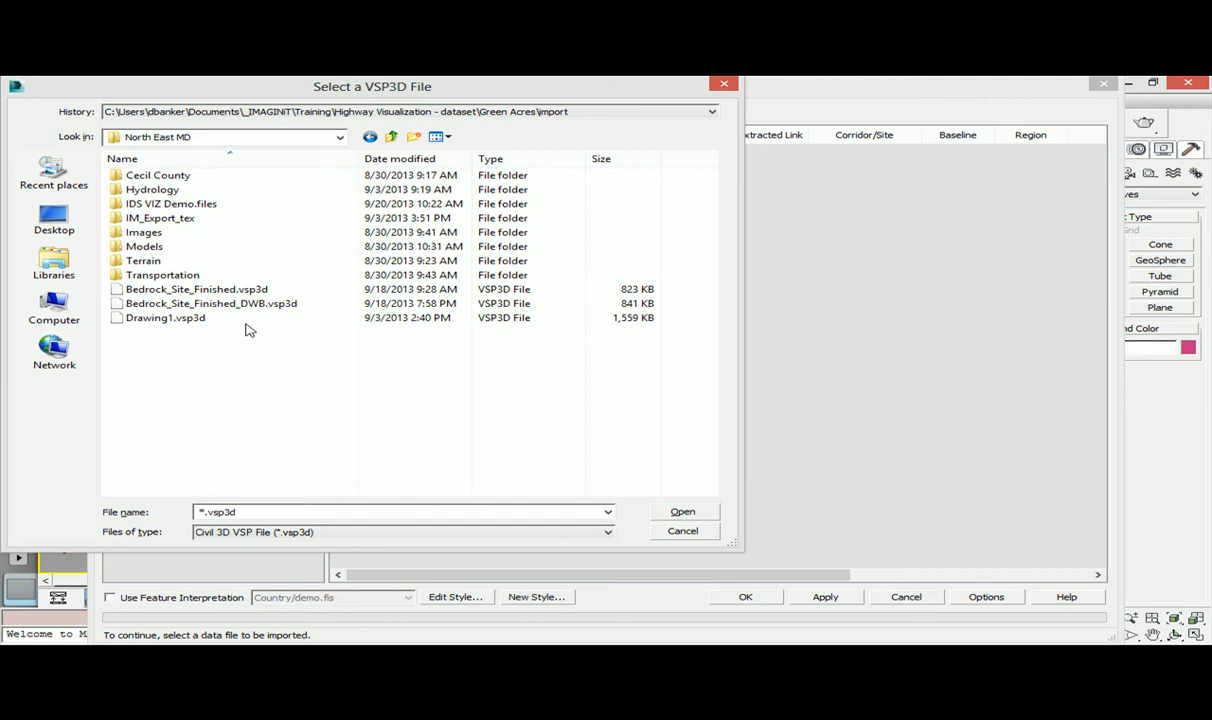 Select a VSP3D File
History: C:\Users\dbanker\Documents\_IMAGINiT\Training\Highway Visualization - dataset\Green Acres\import
Look in: North East MD
Name Date modified Type Size
Cecil County 8/30/2013 9:17 AM File folder
Hydrology 9/3/2013 9:19 AM File folder
IDS VIZ Demo.files 9/20/2013 10:22 AM File folder
IM_Export_tex 9/3/2013 3:51 PM File folder
Images 8/30/2013 9:41 AM File folder
Models 8/30/2013 10:31 AM File folder
Terrain 8/30/2013 9:23 AM File folder
Transportation 8/30/2013 9:43 AM File folder
Bedrock_Site_Finished.vsp3d 9/18/2013 9:28 AM VSP3D File 823 KB
Bedrock_Site_Finished_DWB.vsp3d 9/18/2013 7:58 PM VSP3D File 841 KB
Drawing1.vsp3d 9/3/2013 2:40 PM VSP3D File 1,559 KB
Recent places
Desktop
Libraries
Computer
Network
File name: *.vsp3d Open
Files of type: Civil 3D VSP File (*.vsp3d) Cancel
xtracted Link Corridor/Site Baseline Region
ves
t Type
Grid
Cone
GeoSphere
Tube
Pyramid
Plane
nd Color
Use Feature Interpretation Country/demo.fis Edit Style... New Style... OK Apply Cancel Options Help
To continue, select a data file to be imported.
Welcome to M